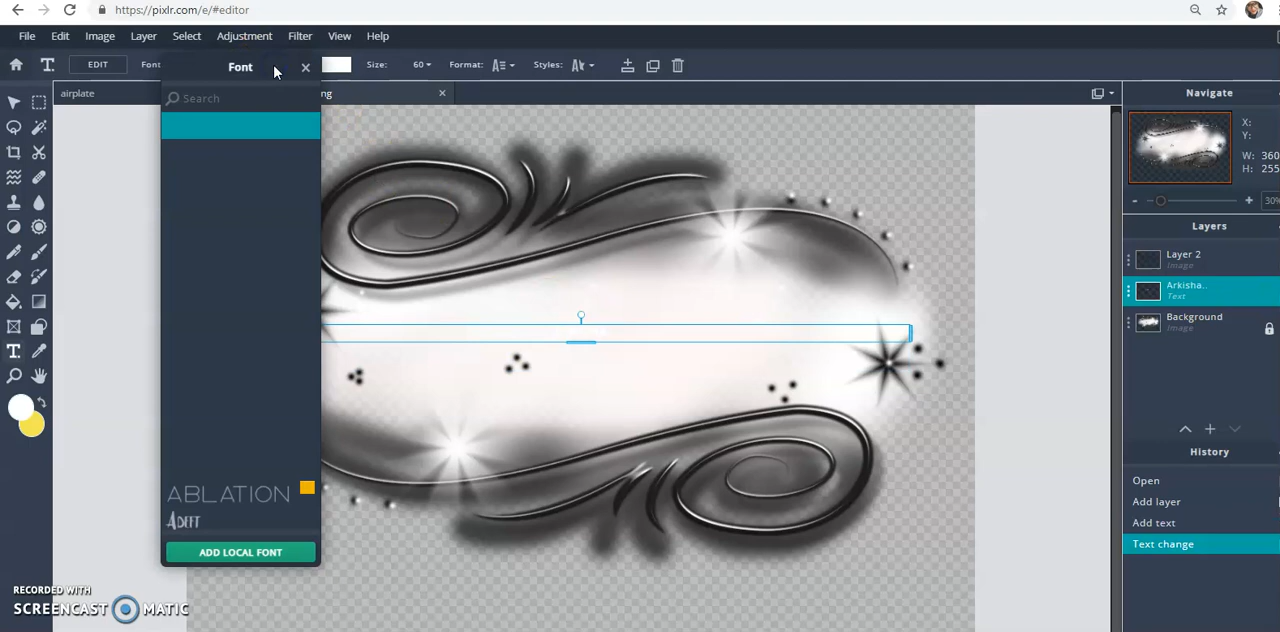 https://pixlr.com/e/#editor
File Edit Image Layer Select Adjustment Filter View Help
EDIT Font Size: 60 Format: Styles:
Font
Search
airplate
ng
Navigate
X:
Y:
W: 360
H: 255
30%
Layers
Layer 2
Image
Arkisha..
Text
Background
Image
History
Open
Add layer
Add text
Text change
ABLATION
Adeft
ADD LOCAL FONT
RECORDED WITH
SCREENCAST MATIC